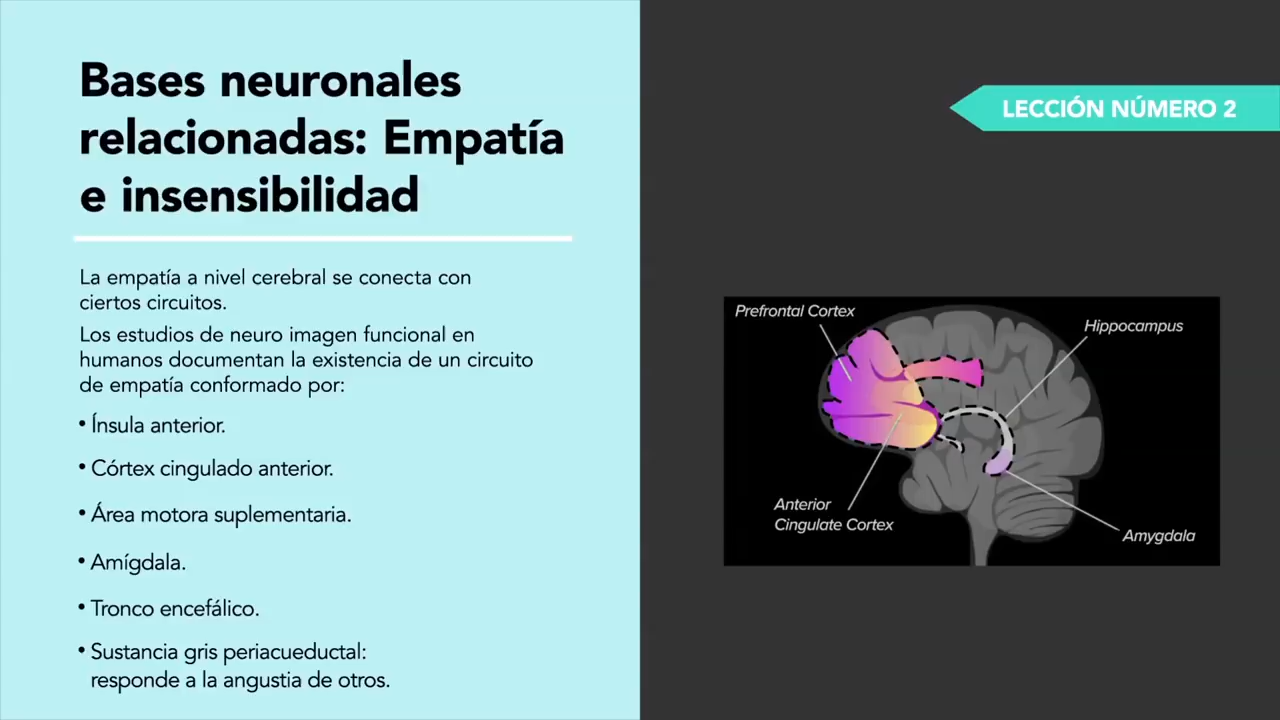 Bases neuronales
relacionadas: Empatía
e insensibilidad
La empatía a nivel cerebral se conecta con
ciertos circuitos.
Los estudios de neuro imagen funcional en
humanos documentan la existencia de un circuito
de empatía conformado por:
• Ínsula anterior.
• Córtex cingulado anterior.
• Área motora suplementaria.
• Amígdala.
• Tronco encefálico.
• Sustancia gris periacueductal:
responde a la angustia de otros.
LECCIÓN NÚMERO 2
Prefrontal Cortex
Hippocampus
Anterior
Cingulate Cortex
Amygdala